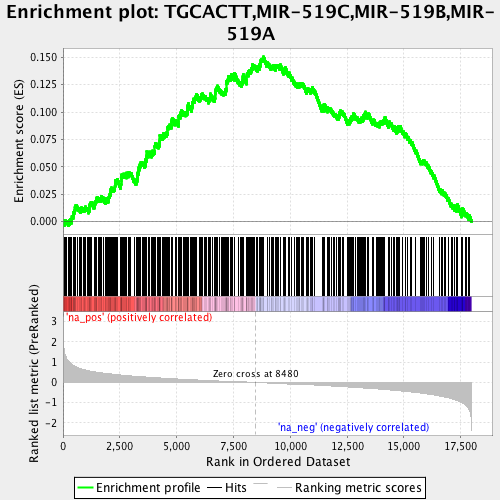 Enrichment plot: TGCACTT,MIR-519C,MIR-519B,MIR-
519A
Enrichment score (ES)
0.150
0.125
0.100
0.075
0.050
0.025
0.000
'na_pos' (positively correlated)
Ranked list metric (PreRanked)
3
2
1
0
-1
-2
Zero cross at 8480
'na_neg' (negatively correlated)
0
2,500
5,000
7,500
10,000
12,500
15,000
17,500
Rank in Ordered Dataset
Enrichment profile
Hits
Ranking metric scores